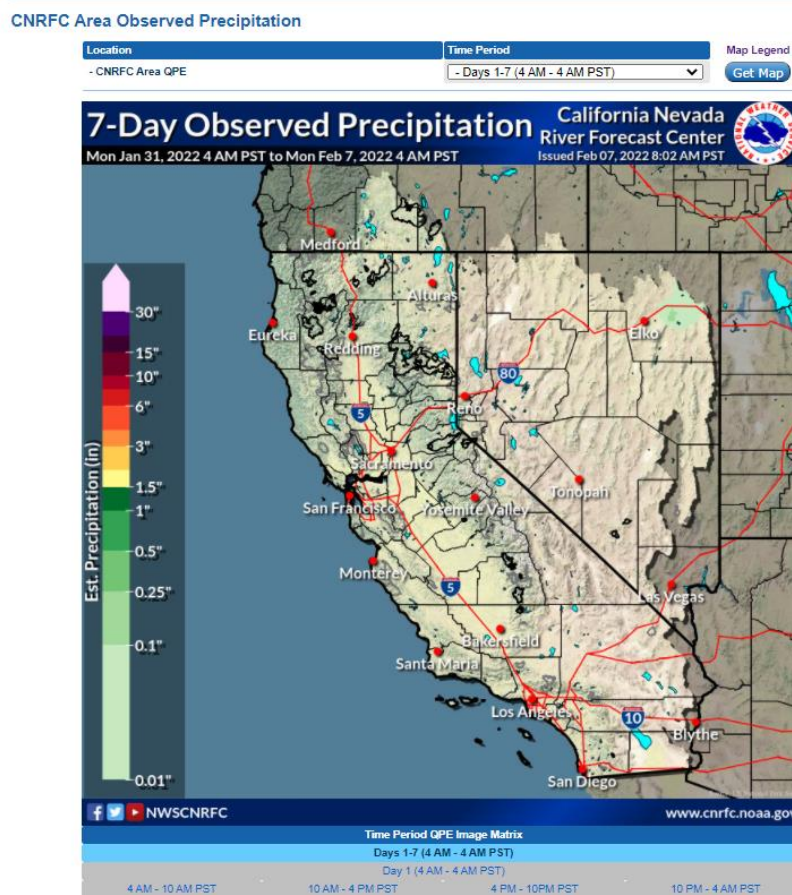 CNRFC Area Observed Precipitation
Location
Time Period
Map Legend
- CNRFC Area QPE
- Days 1-7 (4 AM - 4 AM PST)
Get Map
7-Day Observed Precipitation
California Nevada
River Forecast Center
Mon Jan 31, 2022 4 AM PST to Mon Feb 7, 2022 4 AM PST
Issued Feb 07, 2022 8:02 AM PST
NATIONAL WEATHER SERVICE
Medford
Alturas
Eureka
Redding
Elko
80
Reno
5
Sacramento
San Francisco
Yosemite Valley
Tonopah
Monterey
5
Las Vegas
Bakersfield
Santa Maria
Los Angeles
10
Blythe
San Diego
Est. Precipitation (in)
30"
15"
10"
6"
3"
1.5"
1"
0.5"
0.25"
0.1"
0.01"
NWSCNRFC
www.cnrfc.noaa.gov
Time Period QPE Image Matrix
Days 1-7 (4 AM - 4 AM PST)
Day 1 (4 AM - 4 AM PST)
4 AM - 10 AM PST - 10 AM - 4 PM PST - 4 PM - 10PM PST - 10 PM - 4 AM PST